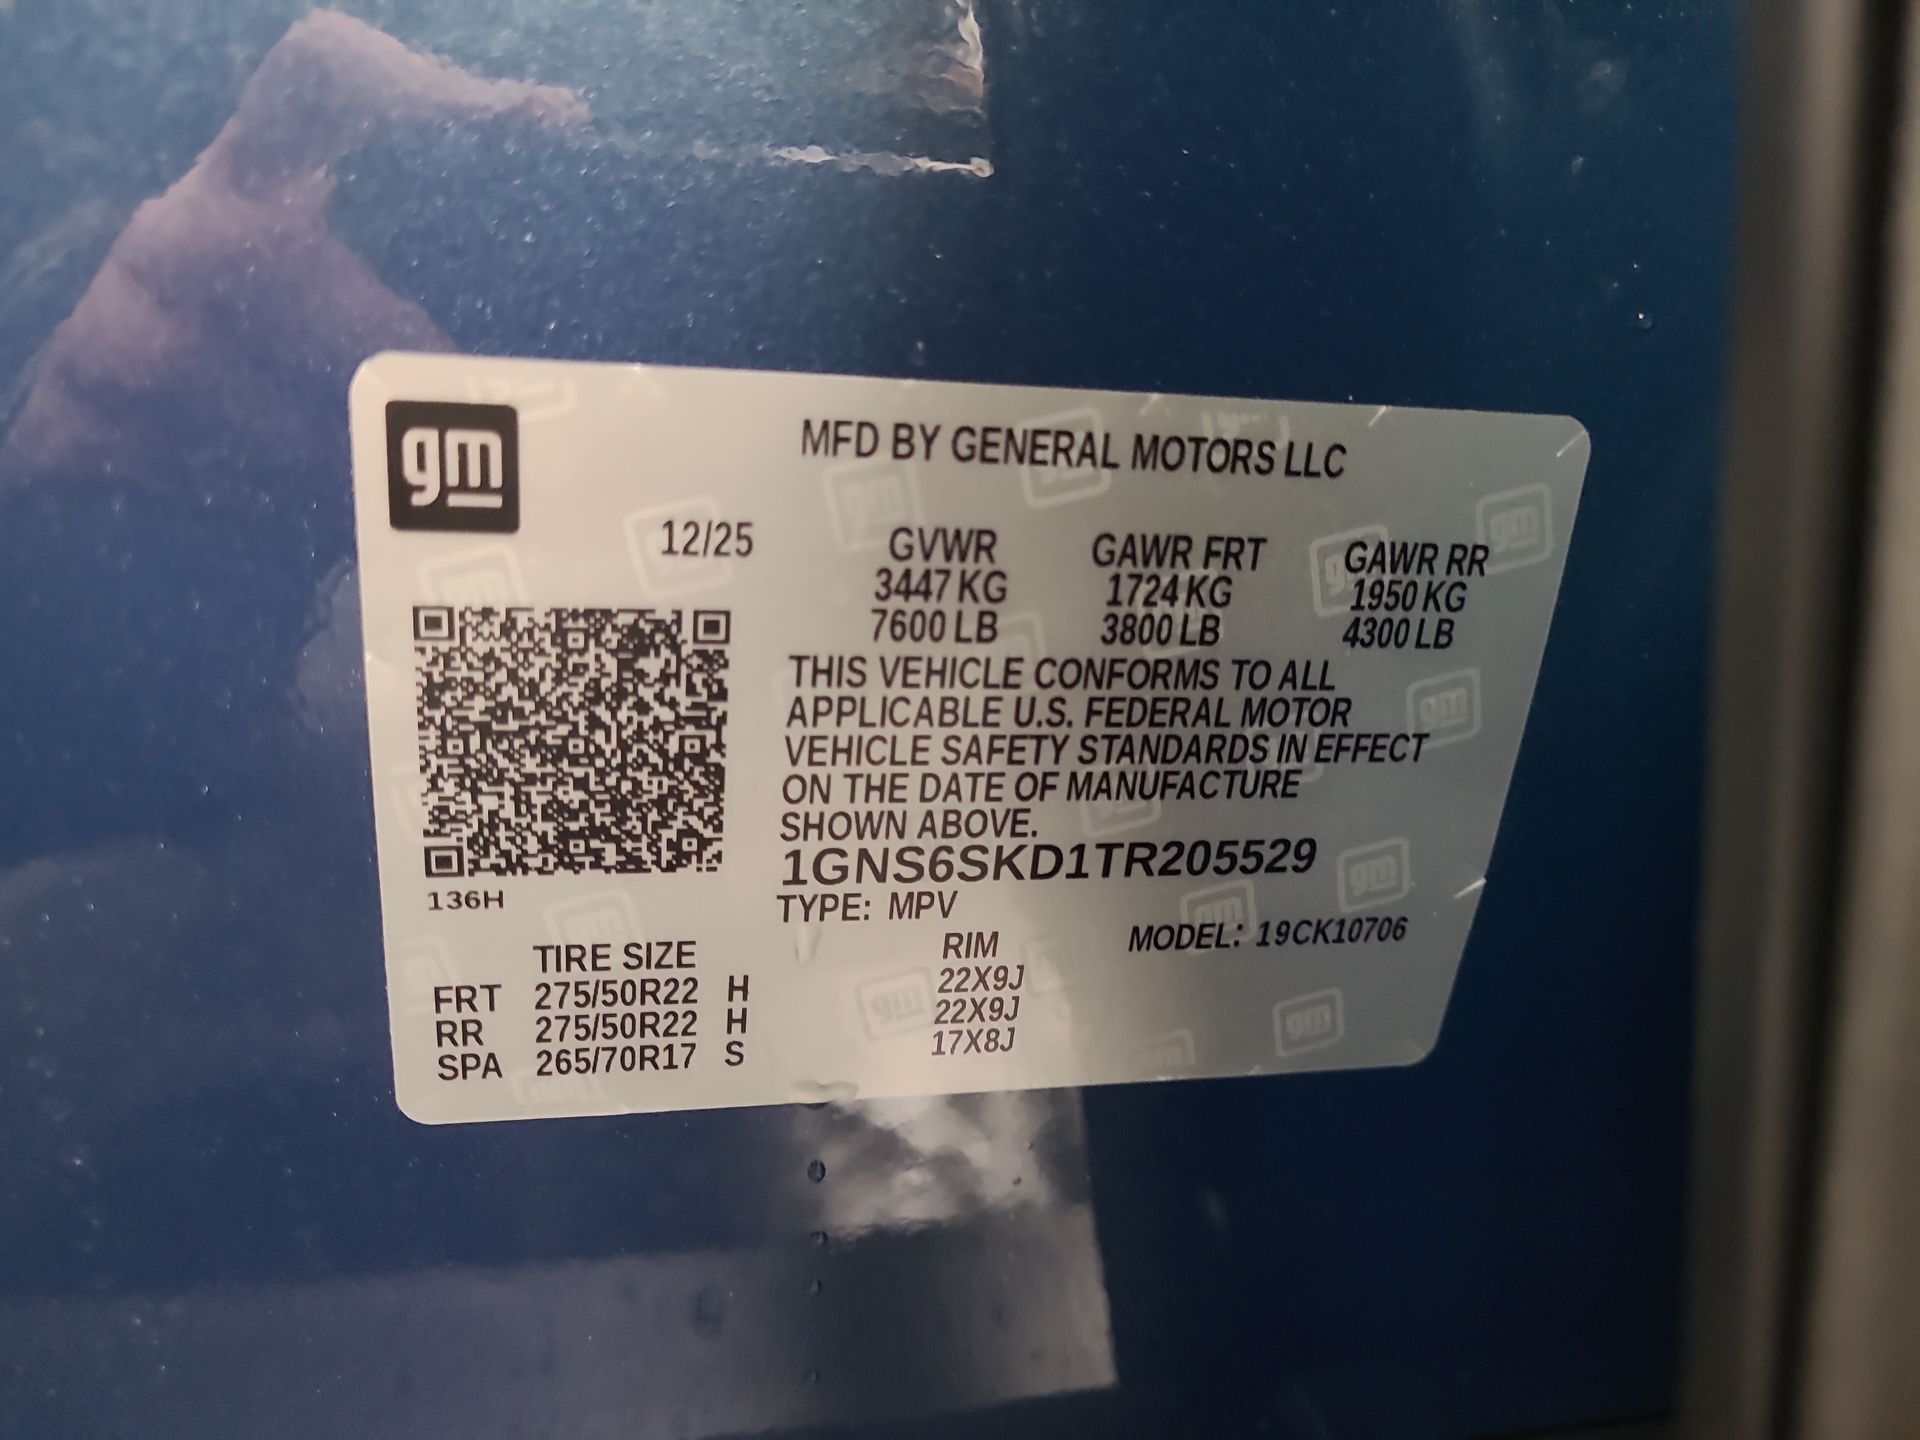 gm
MFD BY GENERAL MOTORS LLC
12/25 GVWR GAWR FRT GAWR RR
3447 KG 1724 KG 1950 KG
7600 LB 3800 LB 4300 LB
THIS VEHICLE CONFORMS TO ALL
APPLICABLE U.S. FEDERAL MOTOR
VEHICLE SAFETY STANDARDS IN EFFECT
ON THE DATE OF MANUFACTURE
SHOWN ABOVE.
1GNS6SKD1TR205529
136H
TYPE: MPV
MODEL: 19CK10706
TIRE SIZE RIM
FRT 275/50R22 H 22X9J
RR 275/50R22 H 22X9J
SPA 265/70R17 S 17X8J